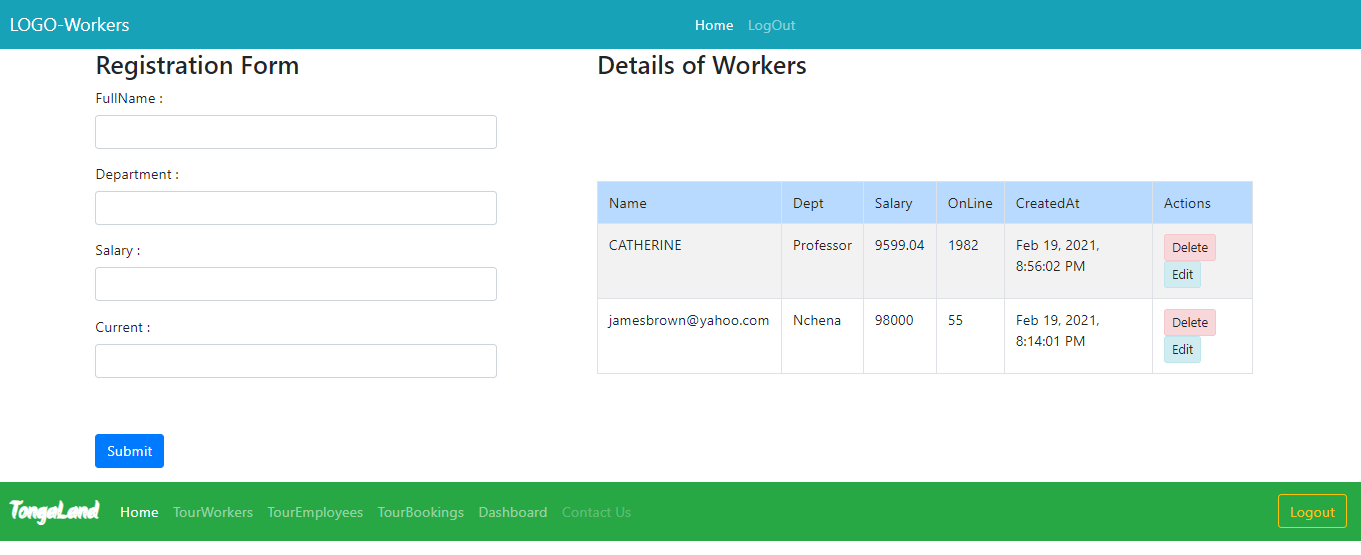 LOGO-Workers Home LogOut
Registration Form
FullName :
Department :
Salary :
Current :
Submit
Details of Workers
Name Dept Salary OnLine CreatedAt Actions
CATHERINE Professor 9599.04 1982 Feb 19, 2021, Delete
8:56:02 PM Edit
jamesbrown@yahoo.com Nchena 98000 55 Feb 19, 2021, Delete
8:14:01 PM Edit
TongaLand Home TourWorkers TourEmployees TourBookings Dashboard Contact Us Logout